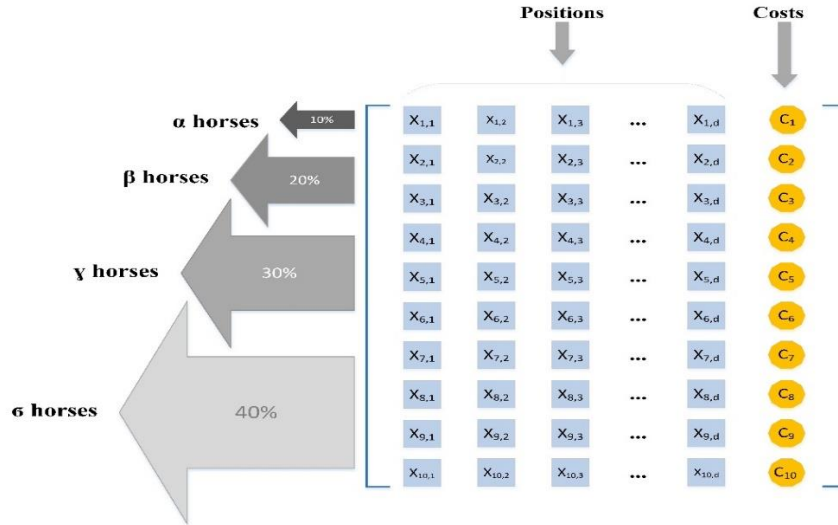 Positions Costs
α horses 10% X1,1 X1,2 X1,3 ... X1,d C1
β horses 20% X2,1 X2,2 X2,3 ... X2,d C2
X3,1 X3,2 X3,3 ... X3,d C3
X4,1 X4,2 X4,3 ... X4,d C4
ɣ horses 30% X5,1 X5,2 X5,3 ... X5,d C5
X6,1 X6,2 X6,3 ... X6,d C6
X7,1 X7,2 X7,3 ... X7,d C7
σ horses 40% X8,1 X8,2 X8,3 ... X8,d C8
X9,1 X9,2 X9,3 ... X9,d C9
X10,1 X10,2 X10,3 ... X10,d C10